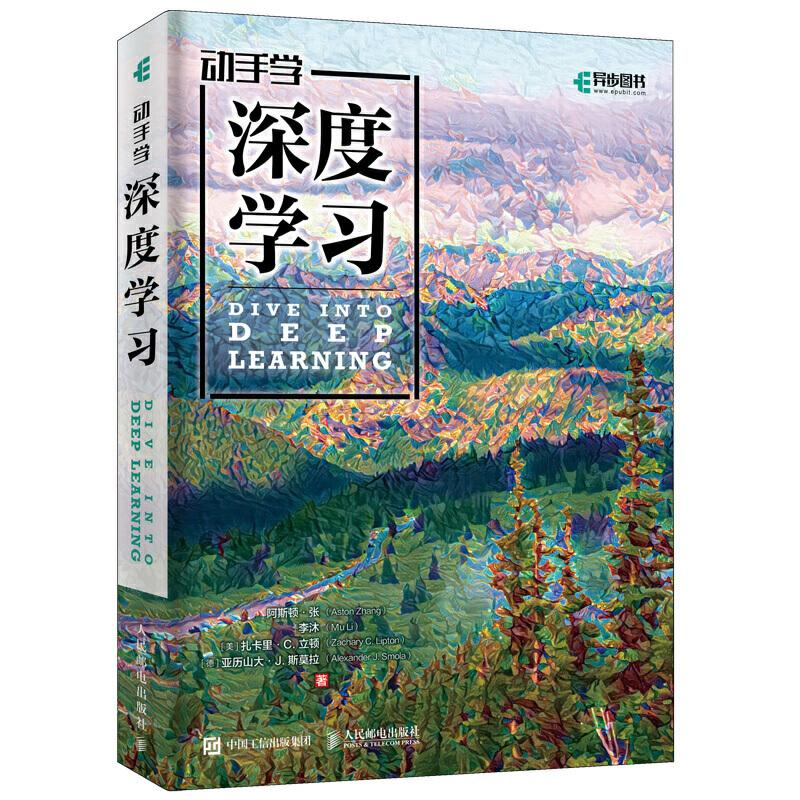 动手学
深度
学习
DIVE INTO
DEEP
LEARNING
异步图书
www.epubit.com
阿斯顿·张 (Aston Zhang)
李沐 (Mu Li)
[美] 扎卡里·C. 立顿 (Zachary C. Lipton)
[德] 亚历山大·J. 斯莫拉 (Alexander J. Smola)
著
中国工信出版集团
人民邮电出版社
POSTS & TELECOM PRESS
动手学
深度学习
DIVE INTO
DEEP LEARNING
人民邮电出版社